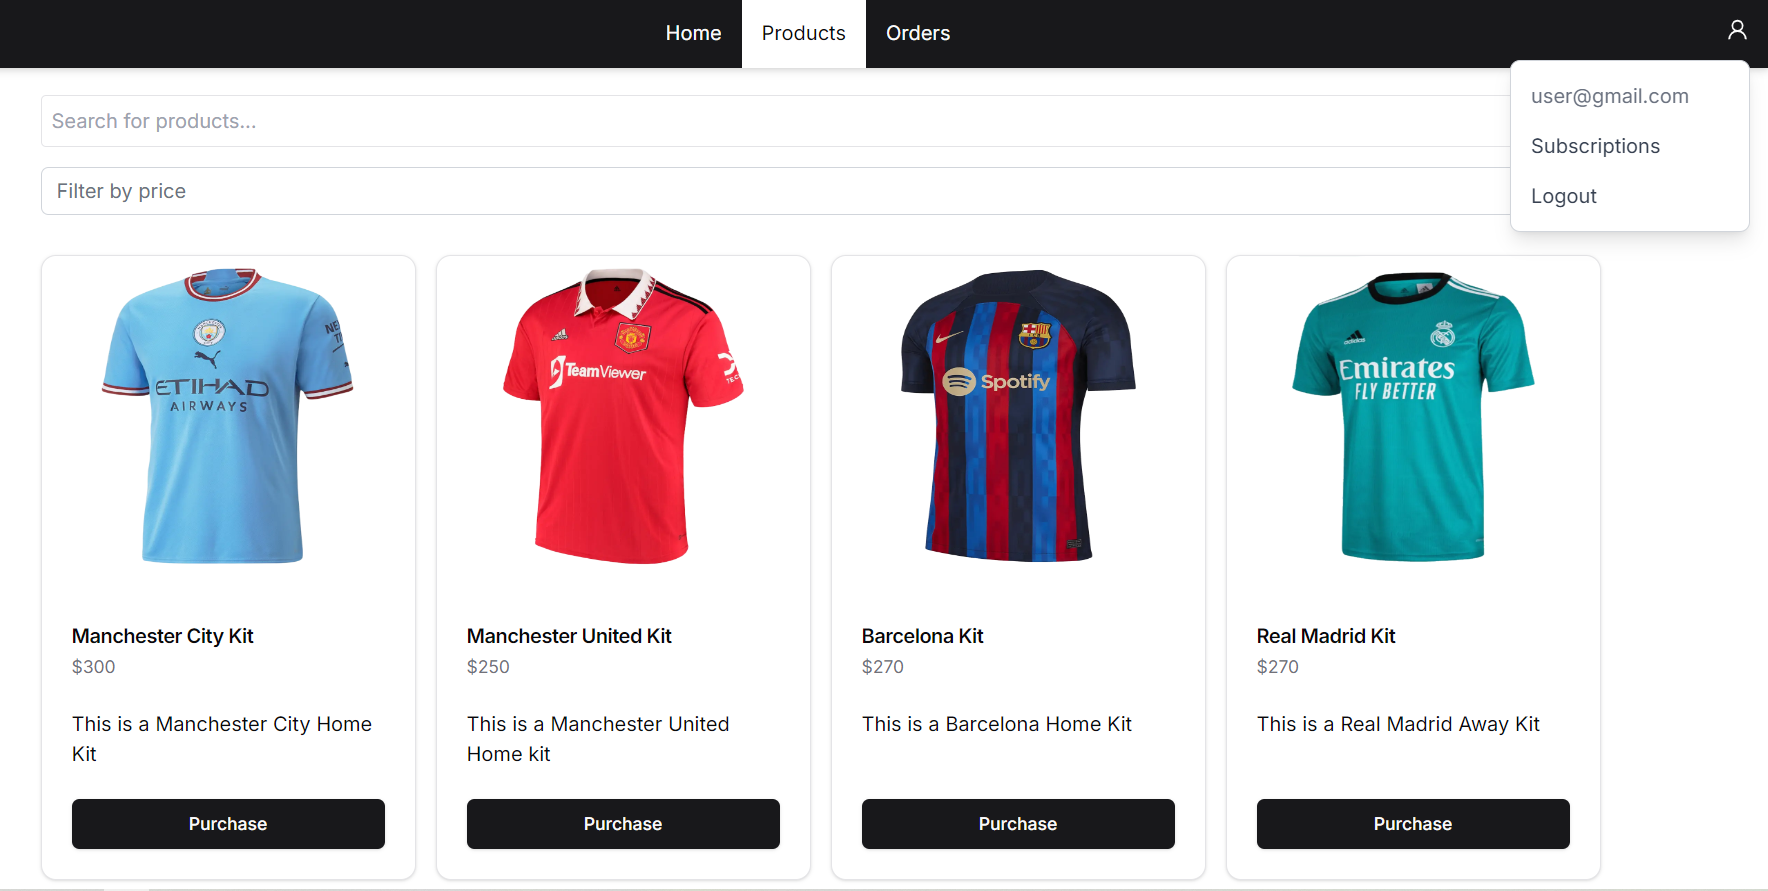 Home Products Orders
user@gmail.com
Subscriptions
Logout
Search for products...
Filter by price
ETIHAD
AIRWAYS
adidas
TeamViewer
Spotify
adidas
Emirates
FLY BETTER
Manchester City Kit
$300
This is a Manchester City Home
Kit
Purchase
Manchester United Kit
$250
This is a Manchester United
Home kit
Purchase
Barcelona Kit
$270
This is a Barcelona Home Kit
Purchase
Real Madrid Kit
$270
This is a Real Madrid Away Kit
Purchase